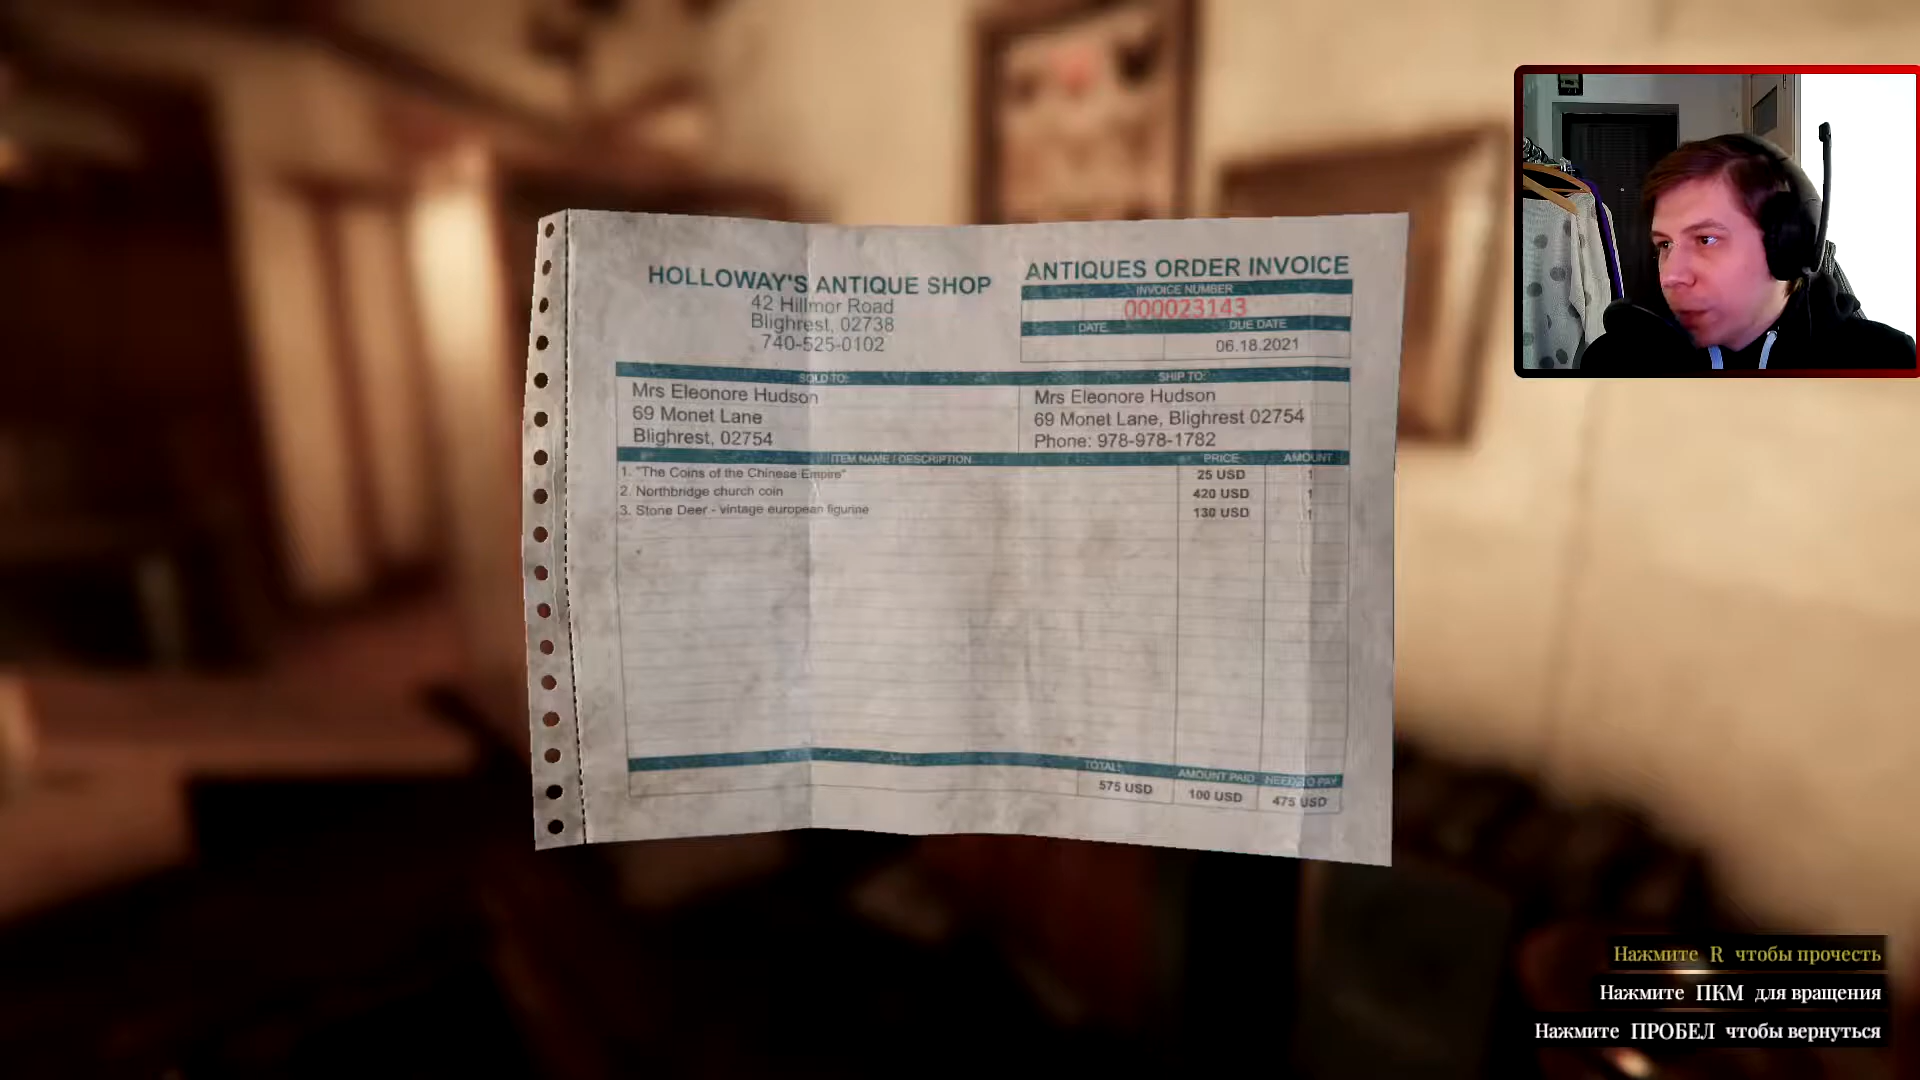 HOLLOWAY'S ANTIQUE SHOP
42 Hillmor Road
Blighrest, 02738
740-525-0102
ANTIQUES ORDER INVOICE
INVOICE NUMBER
000023143
DATE DUE DATE
06.18.2021
SOLD TO:
Mrs Eleonore Hudson
69 Monet Lane
Blighrest, 02754
SHIP TO:
Mrs Eleonore Hudson
69 Monet Lane, Blighrest 02754
Phone: 978-978-1782
ITEM NAME / DESCRIPTION PRICE AMOUNT
1. "The Coins of the Chinese Empire" 25 USD 1
2. Northbridge church coin 420 USD 1
3. Stone Deer - vintage european figurine 130 USD 1
TOTAL: AMOUNT PAID NEED TO PAY
575 USD 100 USD 475 USD
Нажмите R чтобы прочесть
Нажмите ПКМ для вращения
Нажмите ПРОБЕЛ чтобы вернуться